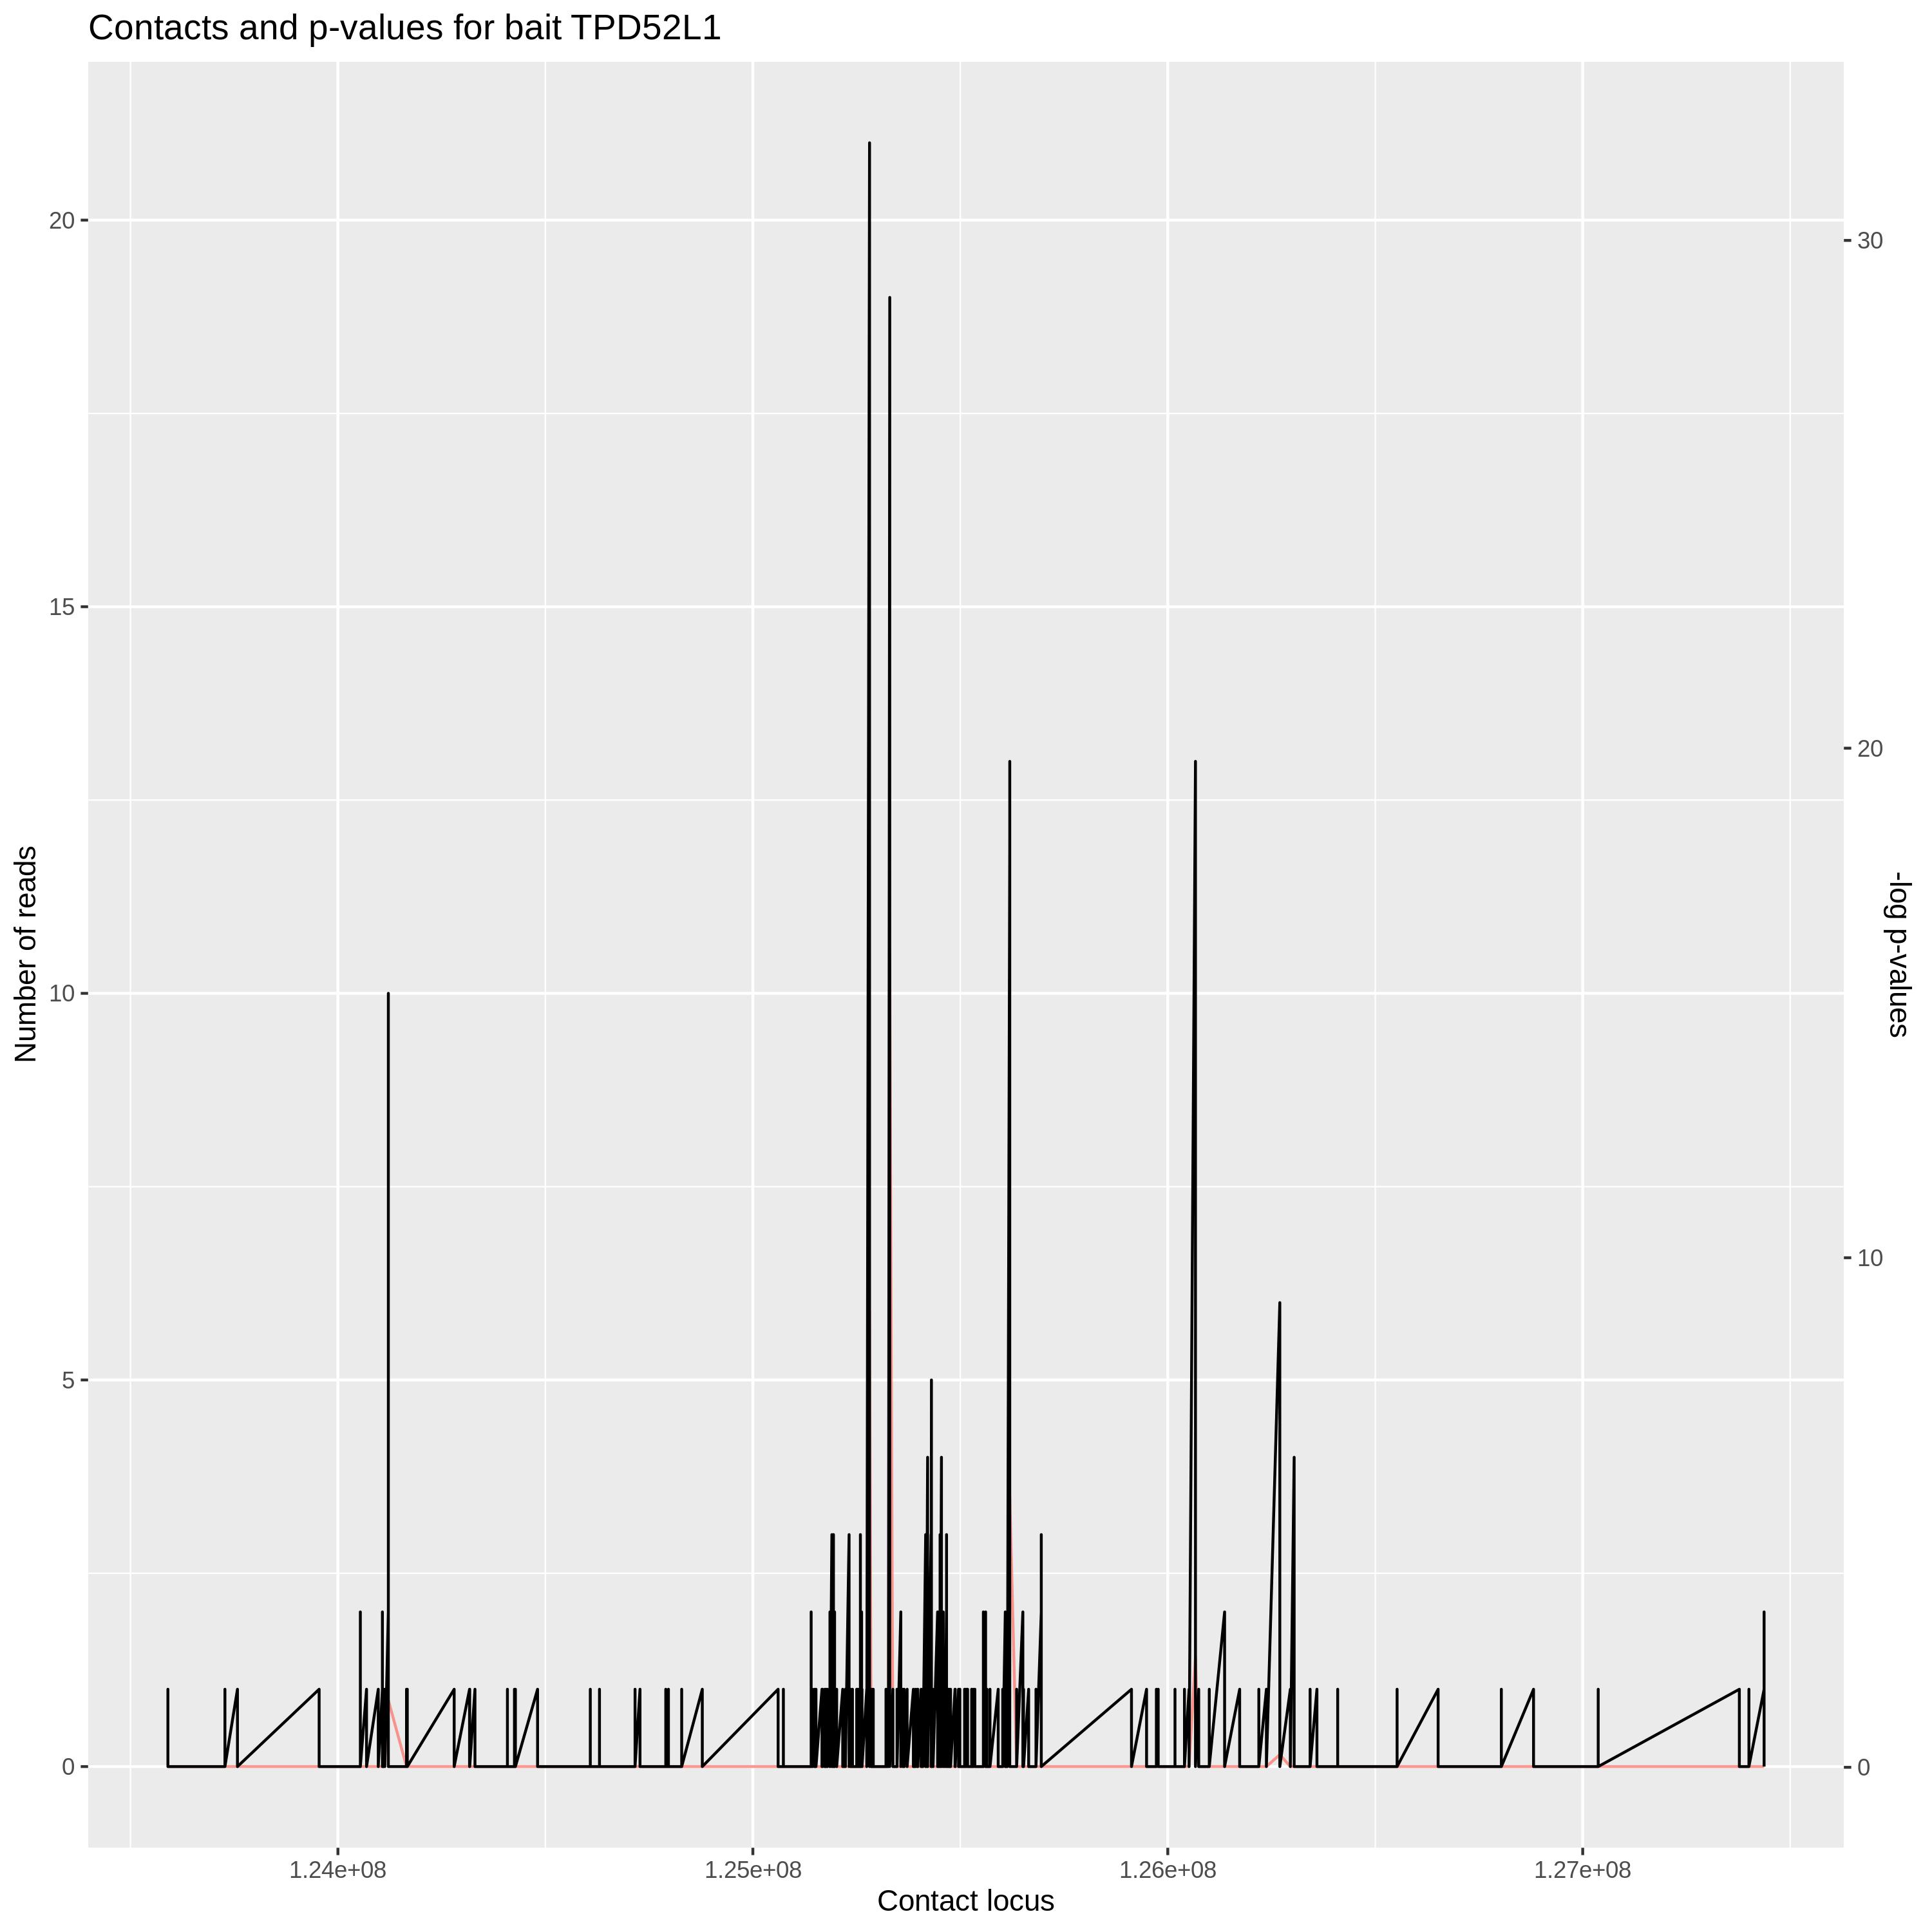 Contacts and p-values for bait TPD52L1
Number of reads
20
15
10
5
0
30
20
10
0
-log p-values
1.24e+08 1.25e+08 1.26e+08 1.27e+08
Contact locus